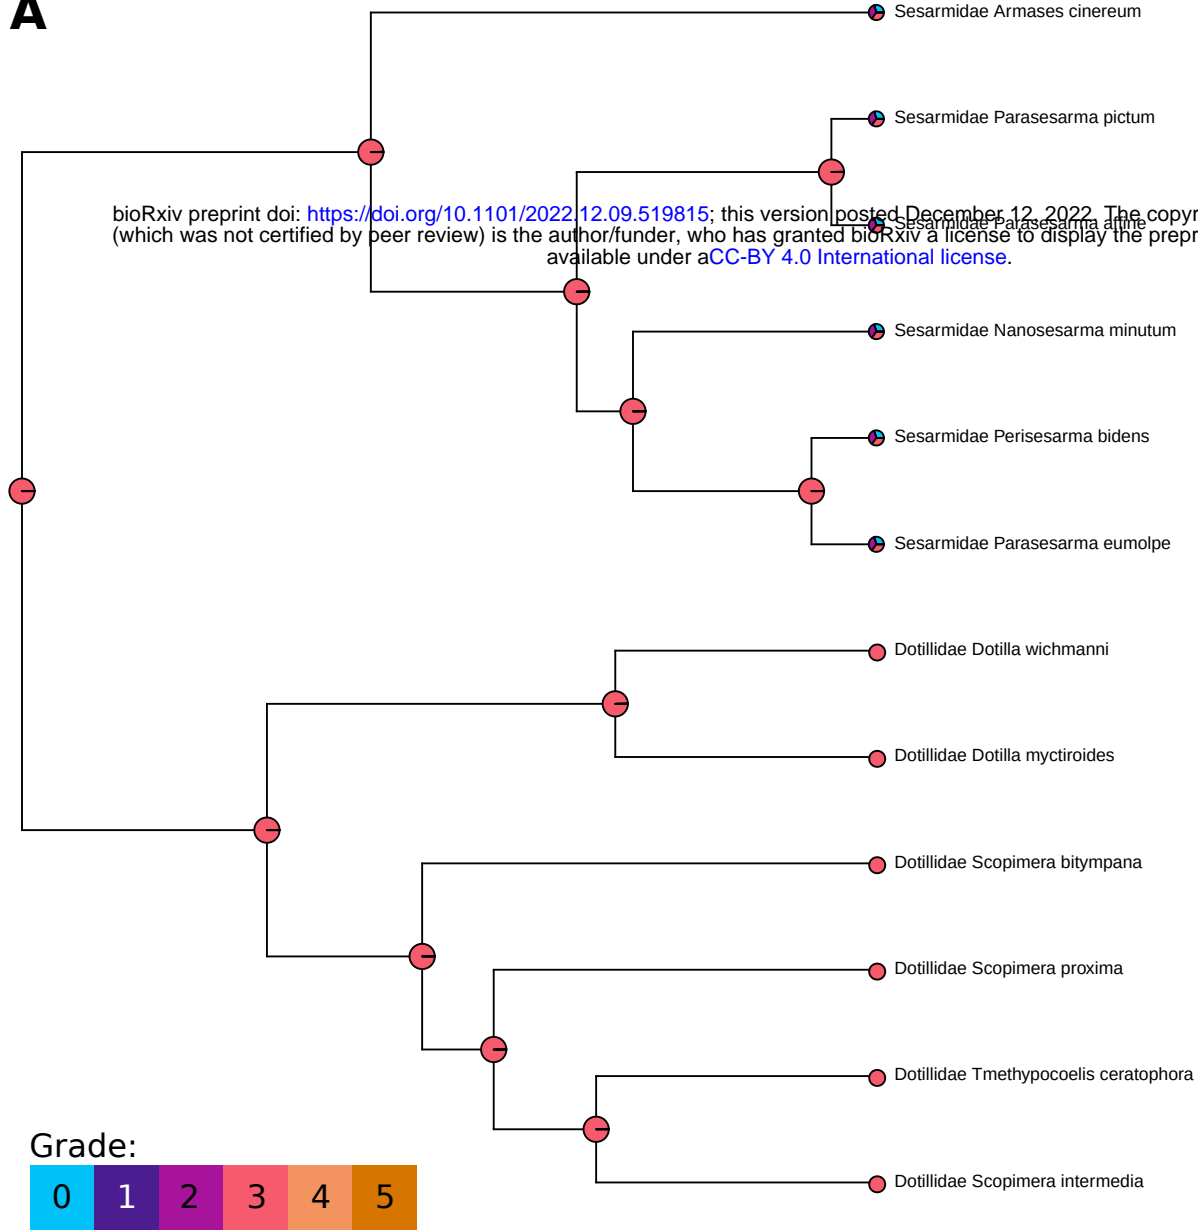 A
Sesarmidae Armases cinereum
Sesarmidae Parasesarma pictum
bioRxiv preprint doi: https://doi.org/10.1101/2022.12.09.519815; this version posted December 12, 2022. The copyr
Sesarmidae Parasesarma affine
(which was not certified by peer review) is the author/funder, who has granted bioRxiv a license to display the prepr
available under aCC-BY 4.0 International license.
Sesarmidae Nanosesarma minutum
Sesarmidae Perisesarma bidens
Sesarmidae Parasesarma eumolpe
Dotillidae Dotilla wichmanni
Dotillidae Dotilla myctiroides
Dotillidae Scopimera bitympana
Dotillidae Scopimera proxima
Dotillidae Tmethypocoelis ceratophora
Dotillidae Scopimera intermedia
Grade:
0 1 2 3 4 5